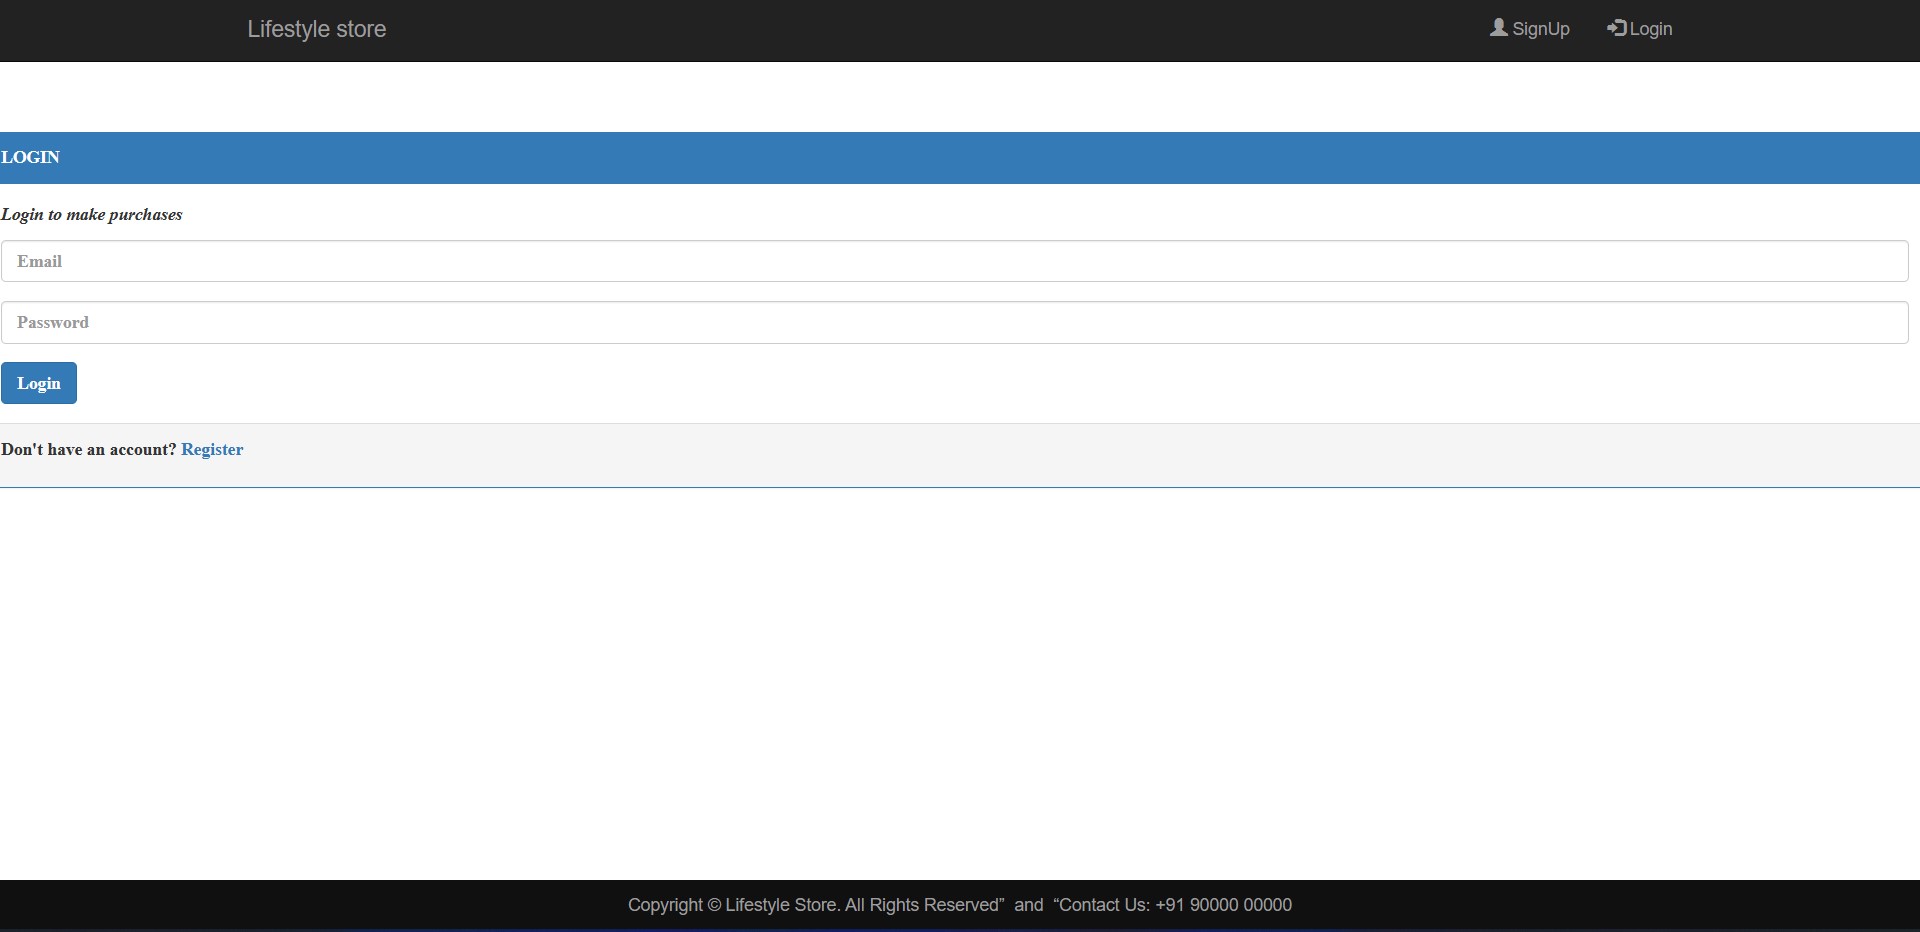 Lifestyle store
SignUp
Login
LOGIN
Login to make purchases
Email
Password
Login
Don't have an account? Register
Copyright © Lifestyle Store. All Rights Reserved” and “Contact Us: +91 90000 00000